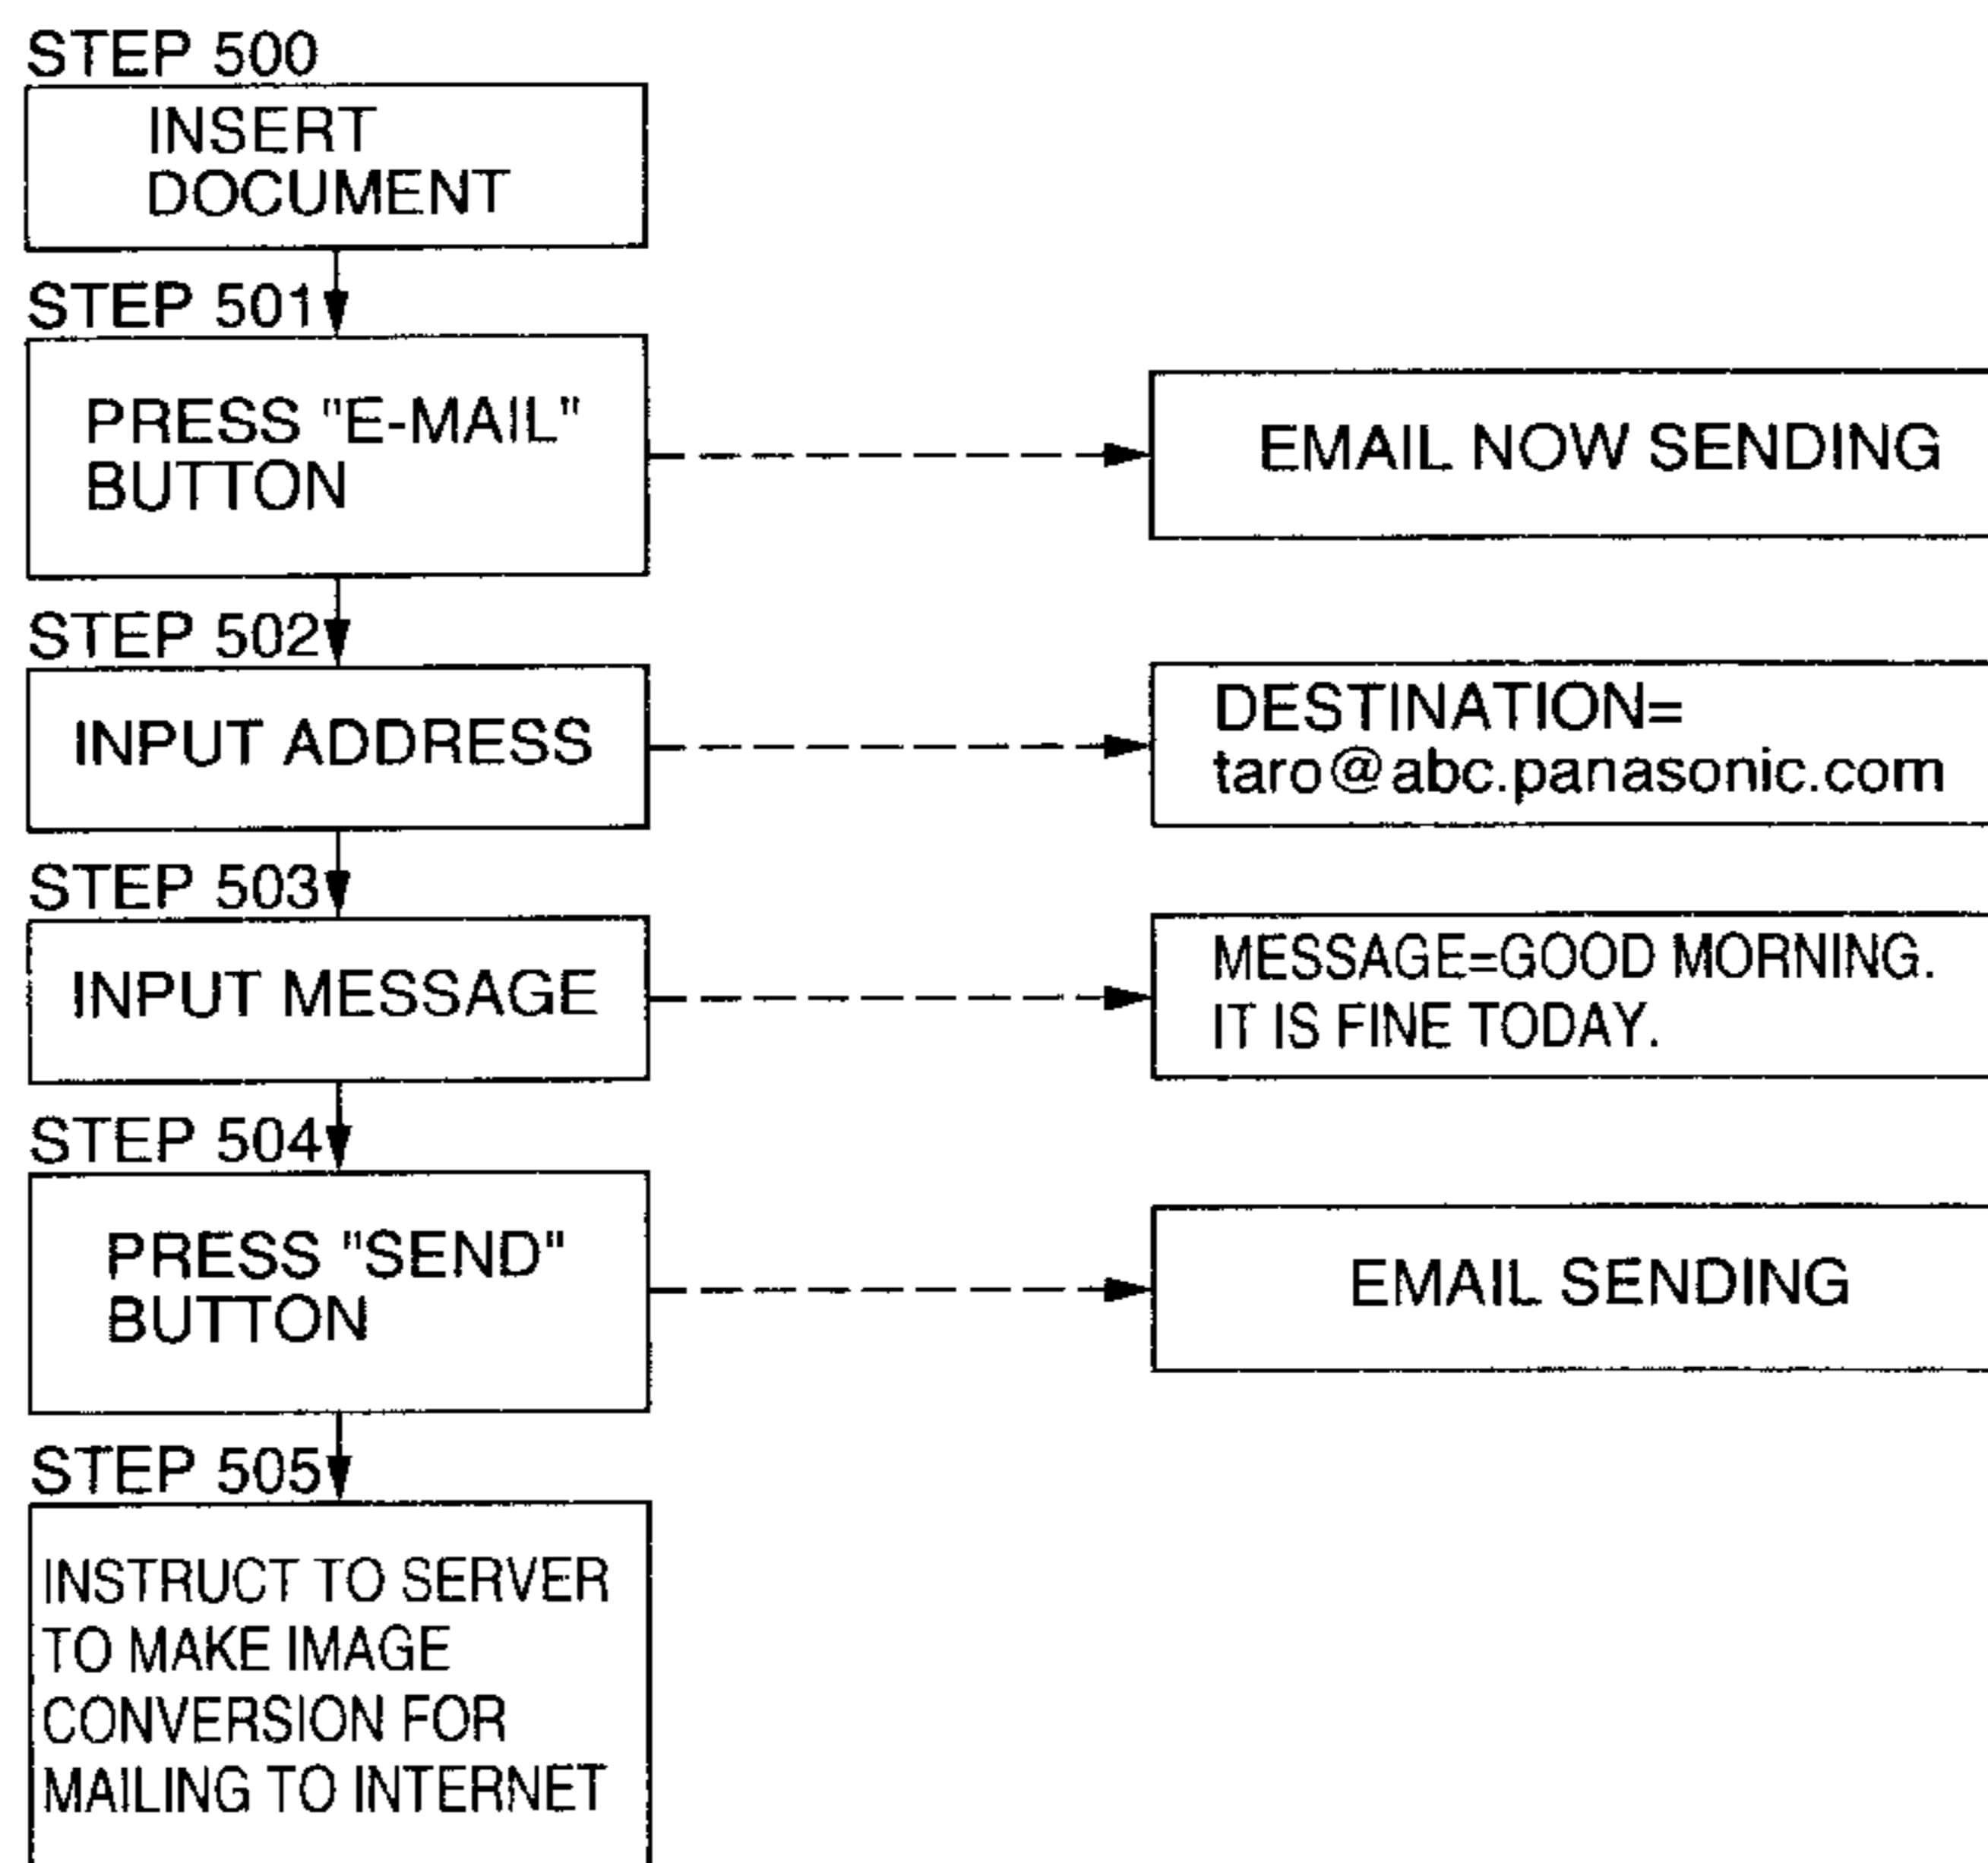 STEP 500
INSERT
DOCUMENT
STEP 501
PRESS "E-MAIL"
BUTTON
EMAIL NOW SENDING
STEP 502
INPUT ADDRESS
DESTINATION=
taro@abc.panasonic.com
STEP 503
INPUT MESSAGE
MESSAGE=GOOD MORNING.
IT IS FINE TODAY.
STEP 504
PRESS "SEND"
BUTTON
EMAIL SENDING
STEP 505
INSTRUCT TO SERVER
TO MAKE IMAGE
CONVERSION FOR
MAILING TO INTERNET